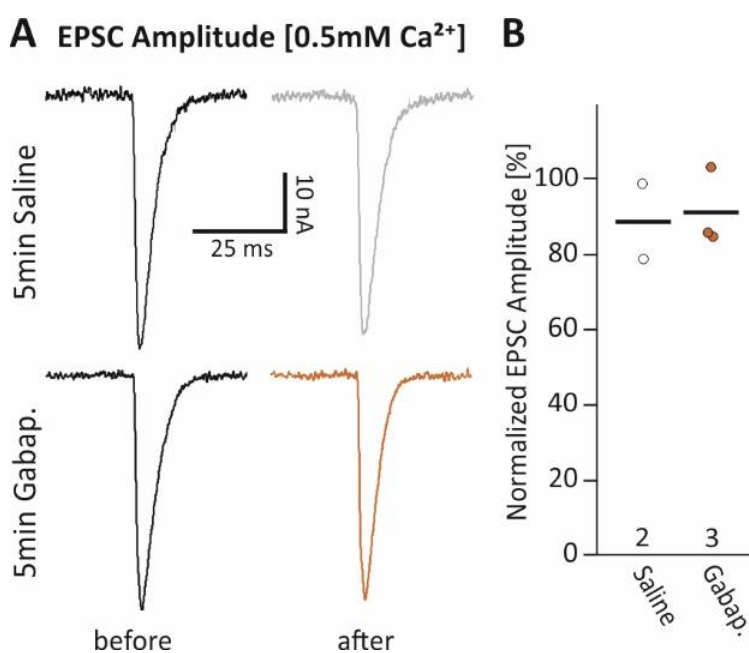 A EPSC Amplitude [0.5mM Ca²⁺]
5min Saline
10 nA
25 ms
5min Gabap.
before
after
B
Normalized EPSC Amplitude [%]
100
80
60
40
20
0
2
3
Saline
Gabap.